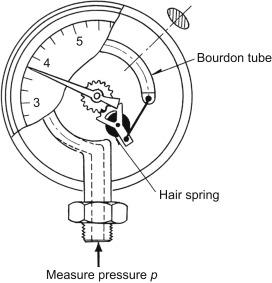 5
4
3
Bourdon tube
Hair spring
Measure pressure p